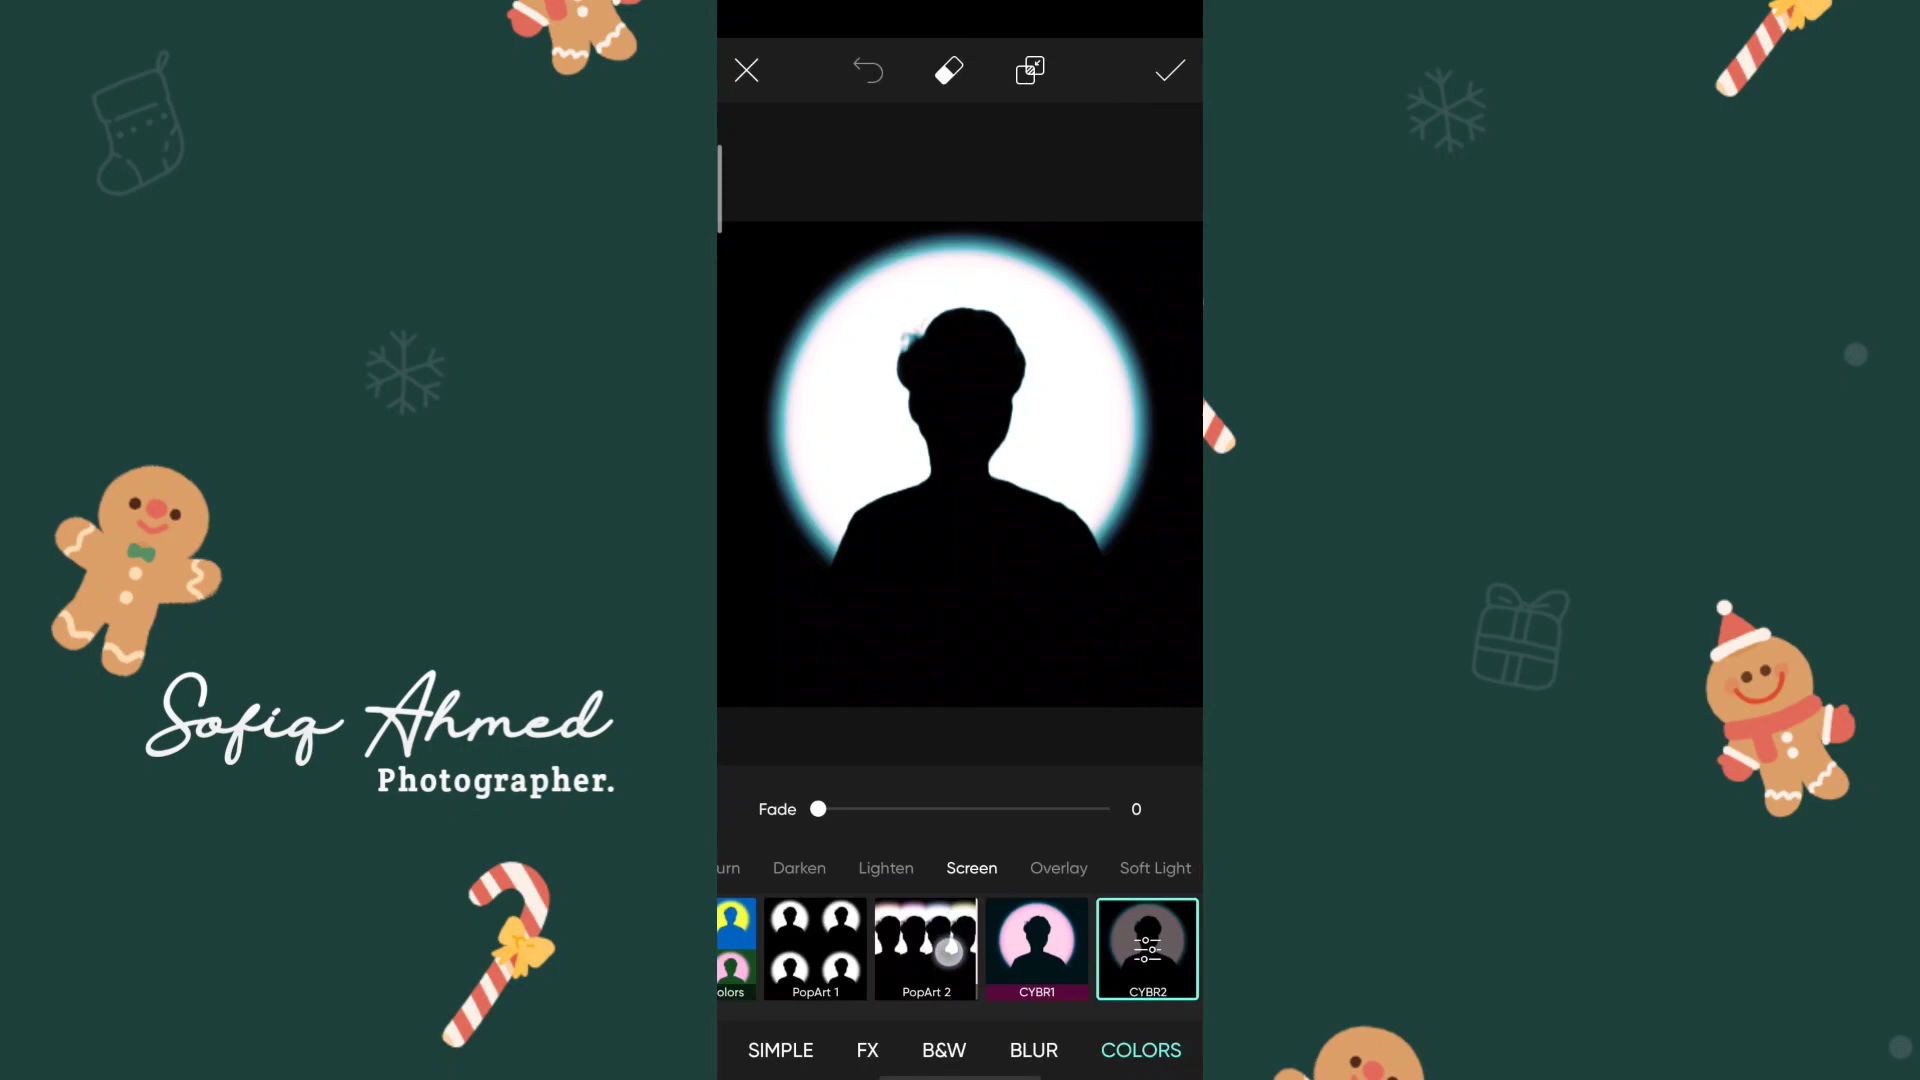 Sofiq Ahmed
Photographer.
Fade 0
urn Darken Lighten Screen Overlay Soft Light
olors PopArt 1 PopArt 2 CYBR1 CYBR2
SIMPLE FX B&W BLUR COLORS